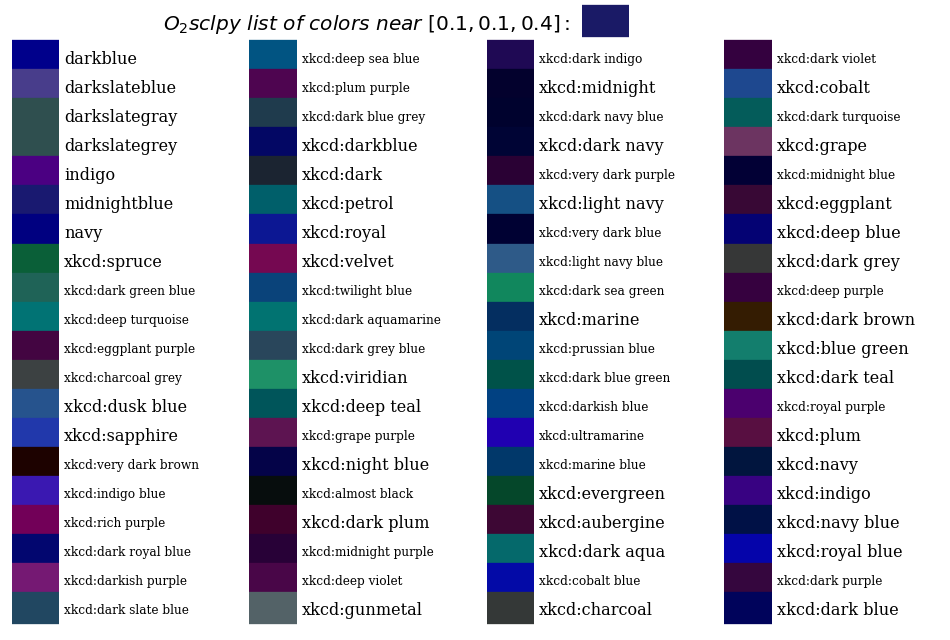 O2sclpy list of colors near [0.1, 0.1, 0.4] :
darkblue
darkslateblue
darkslategray
darkslategrey
indigo
midnightblue
navy
xkcd:spruce
xkcd:dark green blue
xkcd:deep turquoise
xkcd:eggplant purple
xkcd:charcoal grey
xkcd:dusk blue
xkcd:sapphire
xkcd:very dark brown
xkcd:indigo blue
xkcd:rich purple
xkcd:dark royal blue
xkcd:darkish purple
xkcd:dark slate blue
xkcd:deep sea blue
xkcd:plum purple
xkcd:dark blue grey
xkcd:darkblue
xkcd:dark
xkcd:petrol
xkcd:royal
xkcd:velvet
xkcd:twilight blue
xkcd:dark aquamarine
xkcd:dark grey blue
xkcd:viridian
xkcd:deep teal
xkcd:grape purple
xkcd:night blue
xkcd:almost black
xkcd:dark plum
xkcd:midnight purple
xkcd:deep violet
xkcd:gunmetal
xkcd:dark indigo
xkcd:midnight
xkcd:dark navy blue
xkcd:dark navy
xkcd:very dark purple
xkcd:light navy
xkcd:very dark blue
xkcd:light navy blue
xkcd:dark sea green
xkcd:marine
xkcd:prussian blue
xkcd:dark blue green
xkcd:darkish blue
xkcd:ultramarine
xkcd:marine blue
xkcd:evergreen
xkcd:aubergine
xkcd:dark aqua
xkcd:cobalt blue
xkcd:charcoal
xkcd:dark violet
xkcd:cobalt
xkcd:dark turquoise
xkcd:grape
xkcd:midnight blue
xkcd:eggplant
xkcd:deep blue
xkcd:dark grey
xkcd:deep purple
xkcd:dark brown
xkcd:blue green
xkcd:dark teal
xkcd:royal purple
xkcd:plum
xkcd:navy
xkcd:indigo
xkcd:navy blue
xkcd:royal blue
xkcd:dark purple
xkcd:dark blue